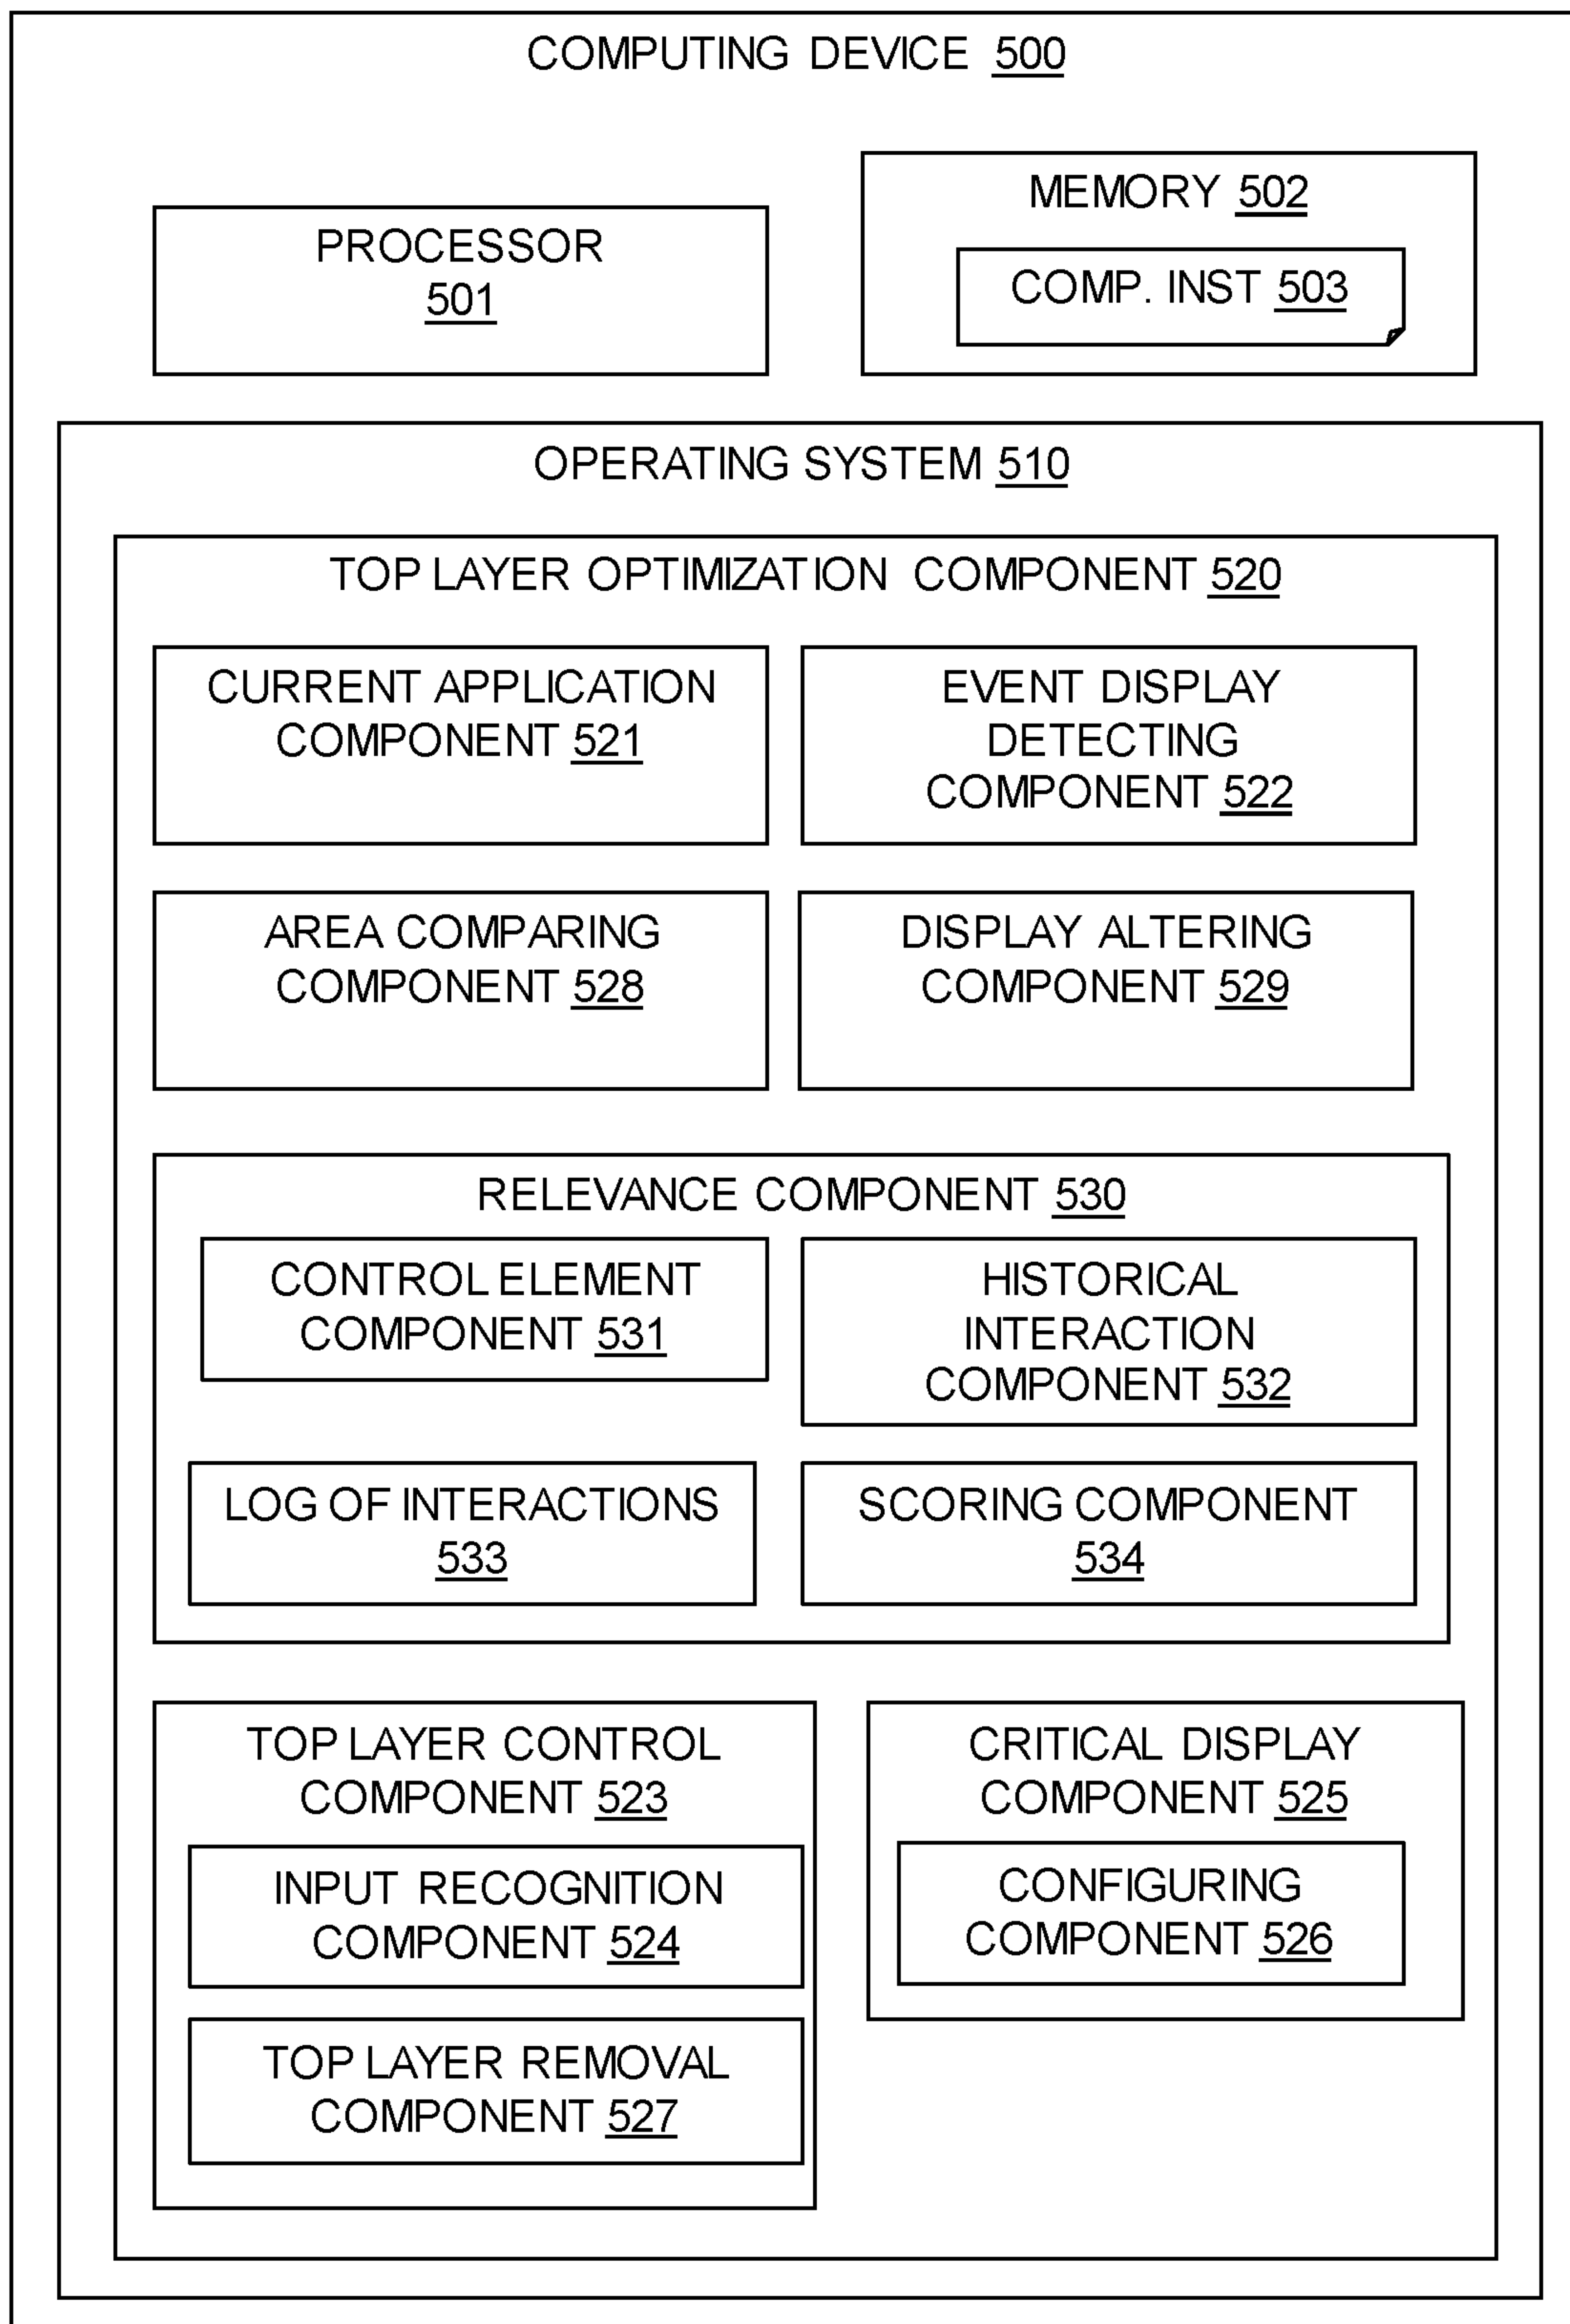 COMPUTING DEVICE 500
PROCESSOR
501
MEMORY 502
COMP. INST 503
OPERATING SYSTEM 510
TOP LAYER OPTIMIZATION COMPONENT 520
CURRENT APPLICATION
COMPONENT 521
EVENT DISPLAY
DETECTING
COMPONENT 522
AREA COMPARING
COMPONENT 528
DISPLAY ALTERING
COMPONENT 529
RELEVANCE COMPONENT 530
CONTROL ELEMENT
COMPONENT 531
HISTORICAL
INTERACTION
COMPONENT 532
LOG OF INTERACTIONS
533
SCORING COMPONENT
534
TOP LAYER CONTROL
COMPONENT 523
INPUT RECOGNITION
COMPONENT 524
TOP LAYER REMOVAL
COMPONENT 527
CRITICAL DISPLAY
COMPONENT 525
CONFIGURING
COMPONENT 526